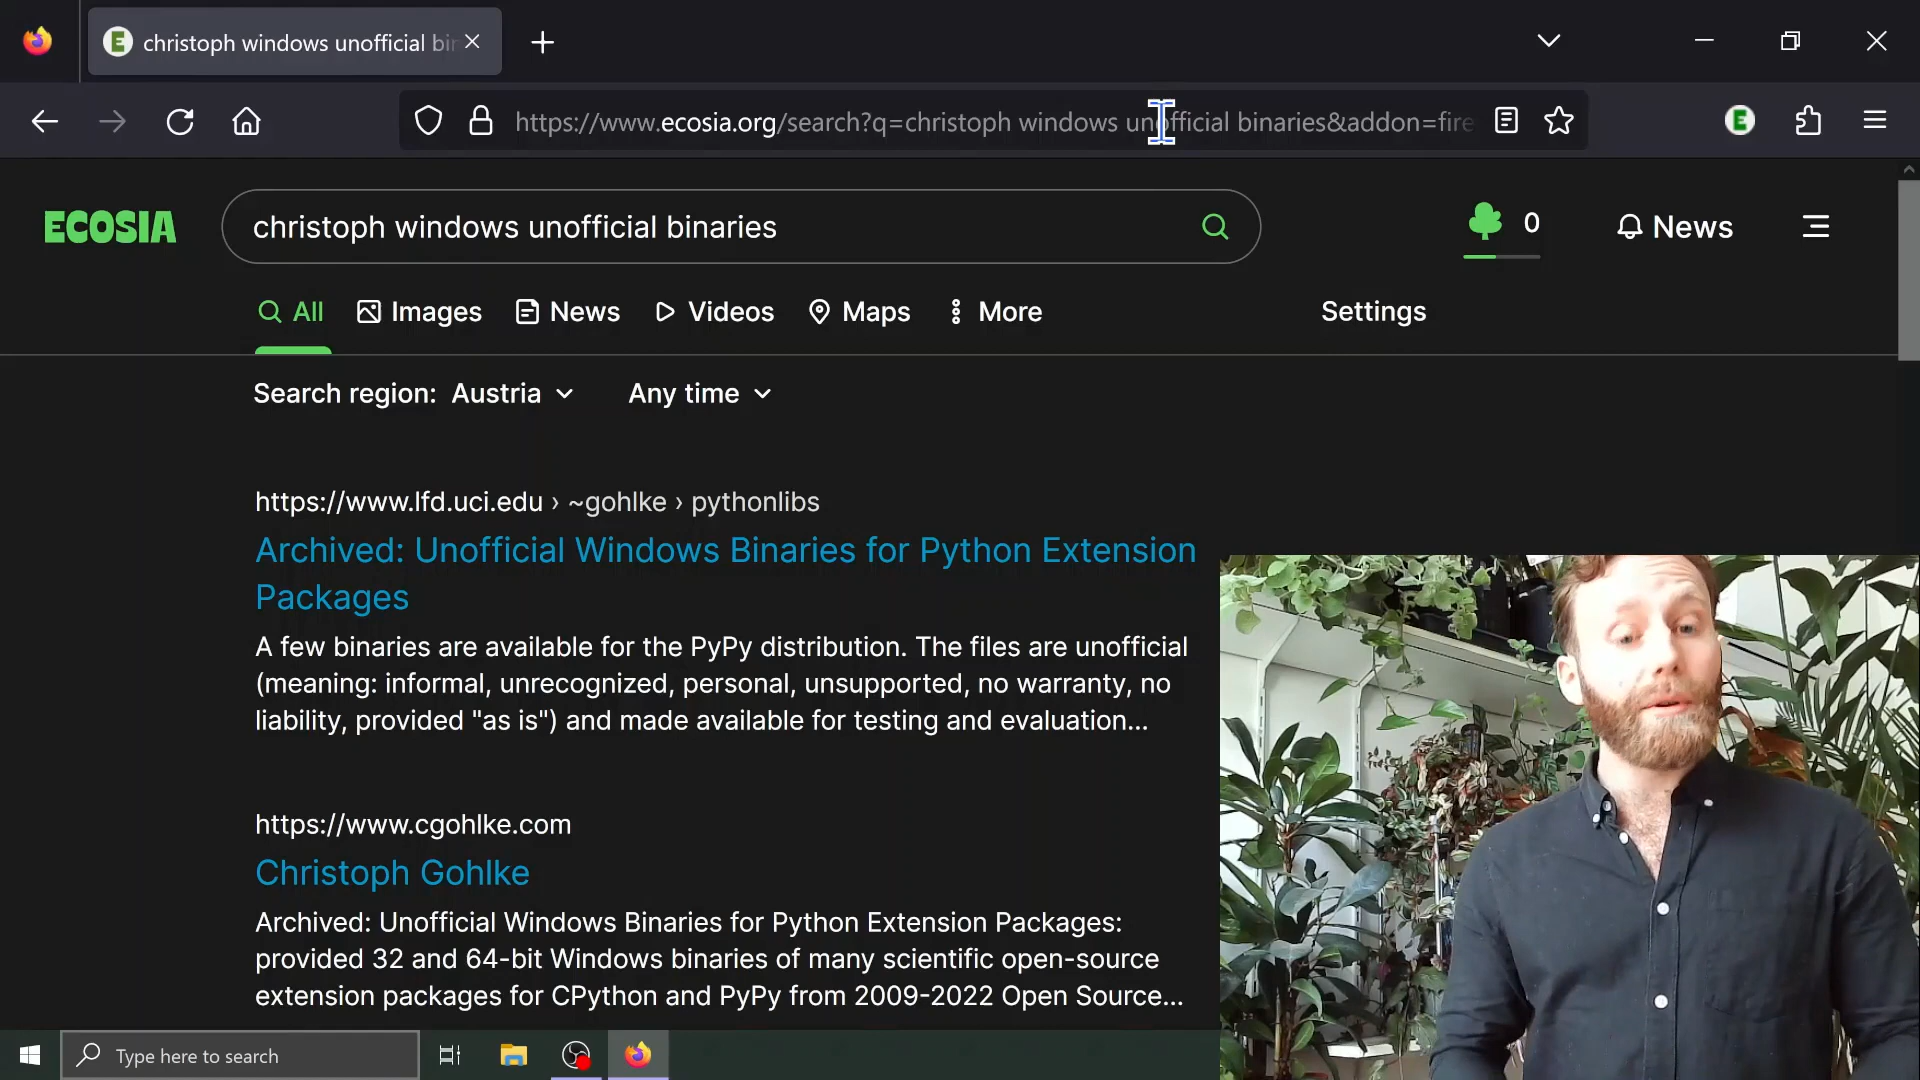 christoph windows unofficial bin
https://www.ecosia.org/search?q=christoph windows unofficial binaries&addon=fire
ECOSIA
christoph windows unofficial binaries
0
News
All
Images
News
Videos
Maps
More
Settings
Search region: Austria
Any time
https://www.lfd.uci.edu › ~gohlke › pythonlibs
Archived: Unofficial Windows Binaries for Python Extension
Packages
A few binaries are available for the PyPy distribution. The files are unofficial
(meaning: informal, unrecognized, personal, unsupported, no warranty, no
liability, provided "as is") and made available for testing and evaluation...
https://www.cgohlke.com
Christoph Gohlke
Archived: Unofficial Windows Binaries for Python Extension Packages:
provided 32 and 64-bit Windows binaries of many scientific open-source
extension packages for CPython and PyPy from 2009-2022 Open Source...
Type here to search